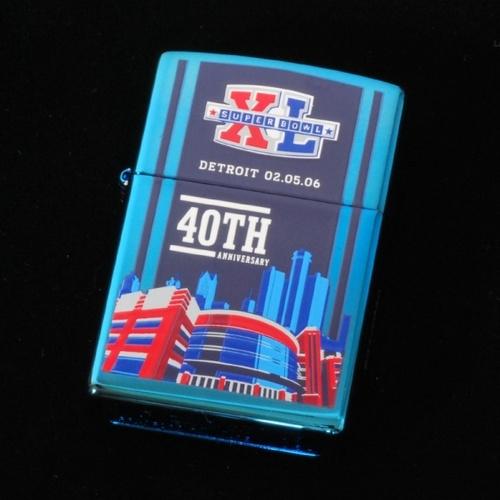 XL
SUPER BOWL
DETROIT 02.05.06
40TH
ANNIVERSARY